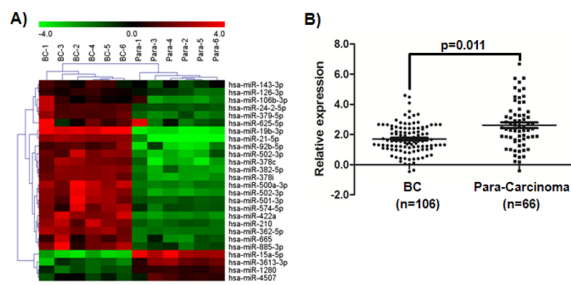 A)
-4.0 0.0 4.0
BC-1 BC-3 BC-2 BC-4 BC-5 BC-6 Para-1 Para-3 Para-4 Para-2 Para-5 Para-6
hsa-miR-143-3p
hsa-miR-126-3p
hsa-miR-106b-3p
hsa-miR-24-2-5p
hsa-miR-379-5p
hsa-miR-625-5p
hsa-miR-19b-3p
hsa-miR-21-5p
hsa-miR-92b-5p
hsa-miR-502-3p
hsa-miR-378c
hsa-miR-382-5p
hsa-miR-378i
hsa-miR-500a-3p
hsa-miR-502-3p
hsa-miR-501-3p
hsa-miR-574-5p
hsa-miR-422a
hsa-miR-210
hsa-miR-362-5p
hsa-miR-665
hsa-miR-885-3p
hsa-miR-15a-5p
hsa-miR-3613-3p
hsa-miR-1280
hsa-miR-4507
B)
p=0.011
Relative expression
8.0
6.0
4.0
2.0
0.0
-2.0
BC Para-Carcinoma
(n=106) (n=66)